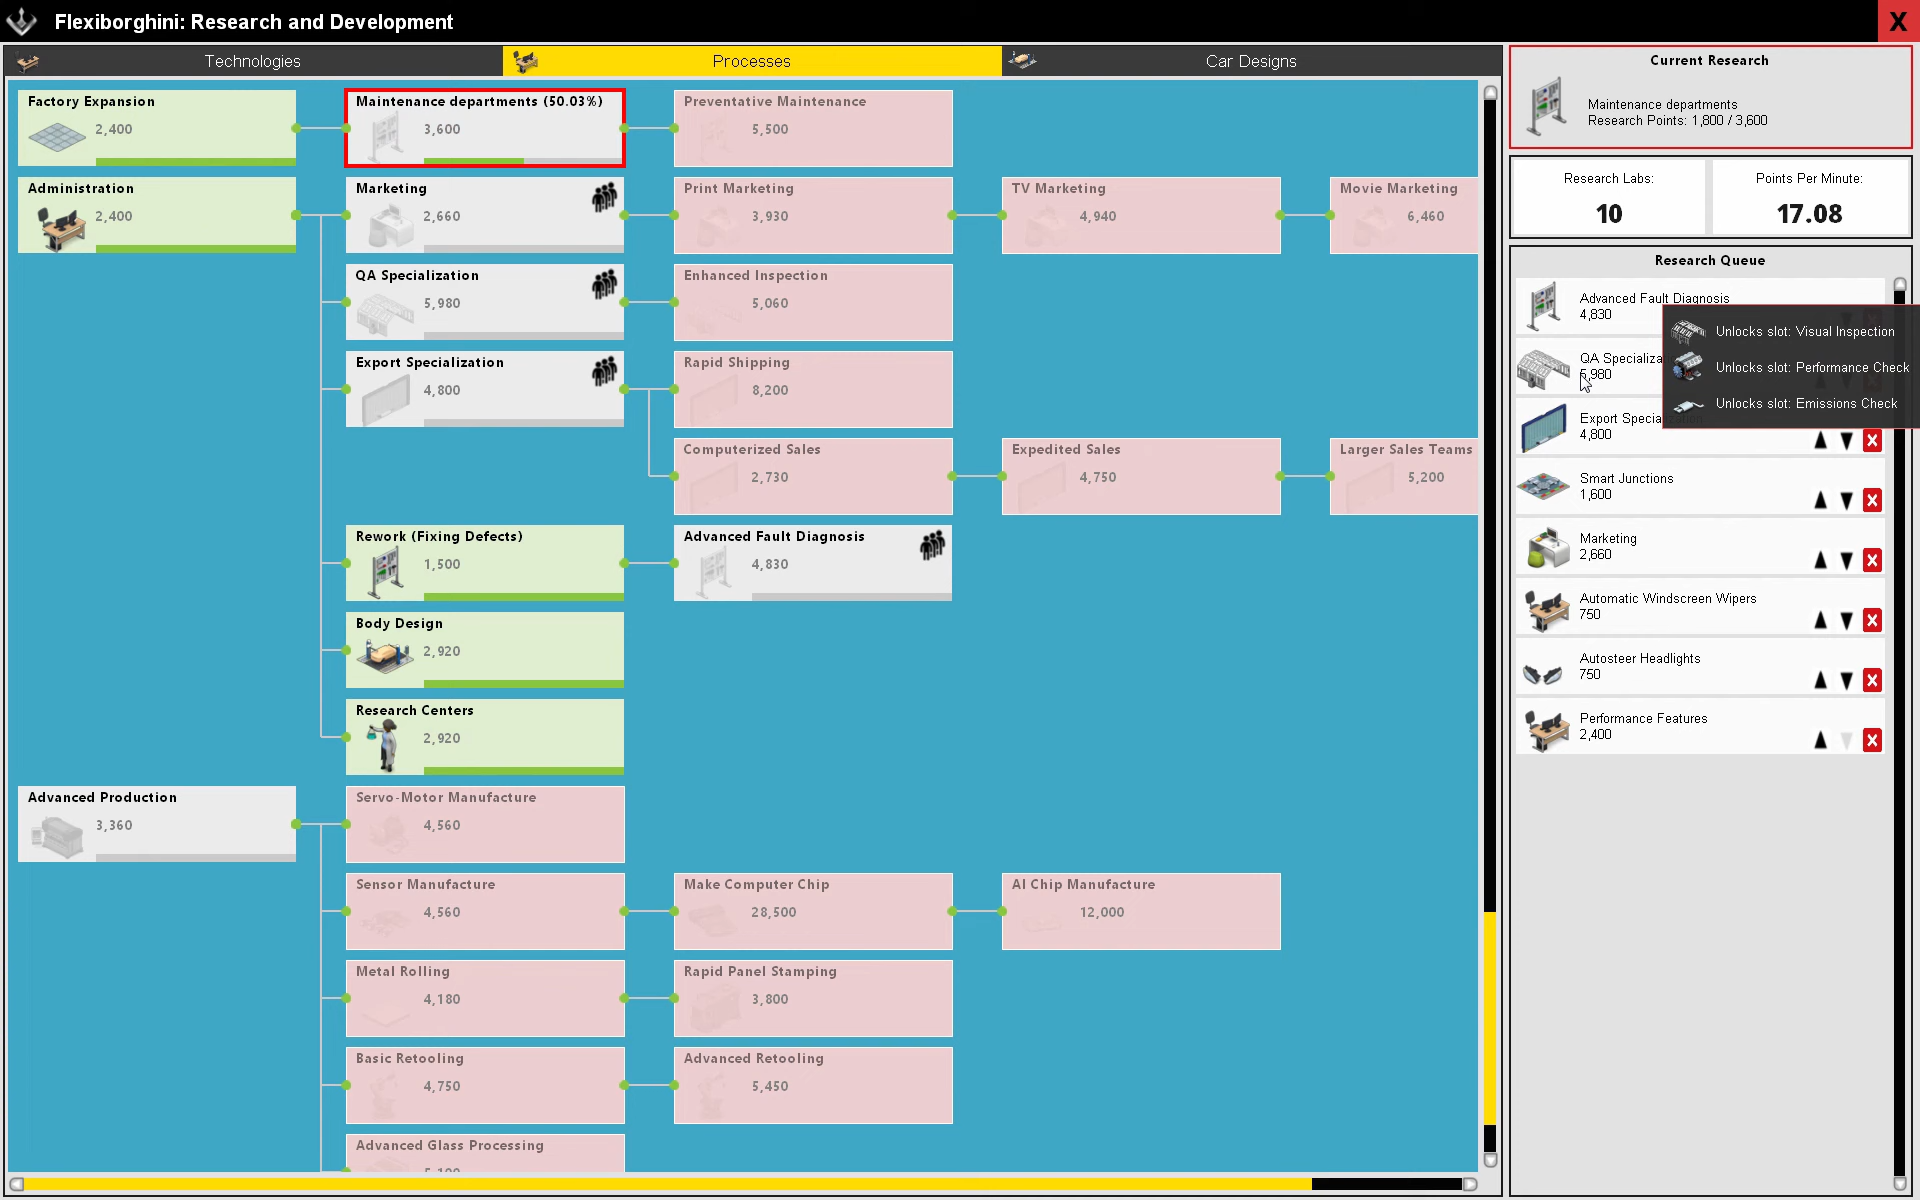 Flexiborghini: Research and Development
X
Technologies
Processes
Car Designs
Factory Expansion
2,400
Maintenance departments (50.03%)
3,600
Preventative Maintenance
5,500
Administration
2,400
Marketing
2,660
Print Marketing
3,930
TV Marketing
4,940
Movie Marketing
6,460
QA Specialization
5,980
Enhanced Inspection
5,060
Export Specialization
4,800
Rapid Shipping
8,200
Computerized Sales
2,730
Expedited Sales
4,750
Larger Sales Teams
5,200
Rework (Fixing Defects)
1,500
Advanced Fault Diagnosis
4,830
Body Design
2,920
Research Centers
2,920
Advanced Production
3,360
Servo-Motor Manufacture
4,560
Sensor Manufacture
4,560
Make Computer Chip
28,500
AI Chip Manufacture
12,000
Metal Rolling
4,180
Rapid Panel Stamping
3,800
Basic Retooling
4,750
Advanced Retooling
5,450
Advanced Glass Processing
Current Research
Maintenance departments
Research Points: 1,800 / 3,600
Research Labs:
10
Points Per Minute:
17.08
Research Queue
Advanced Fault Diagnosis
4,830
Unlocks slot: Visual Inspection
Unlocks slot: Performance Check
Unlocks slot: Emissions Check
QA Specializa
5,980
Export Specia
4,800
Smart Junctions
1,600
Marketing
2,660
Automatic Windscreen Wipers
750
Autosteer Headlights
750
Performance Features
2,400